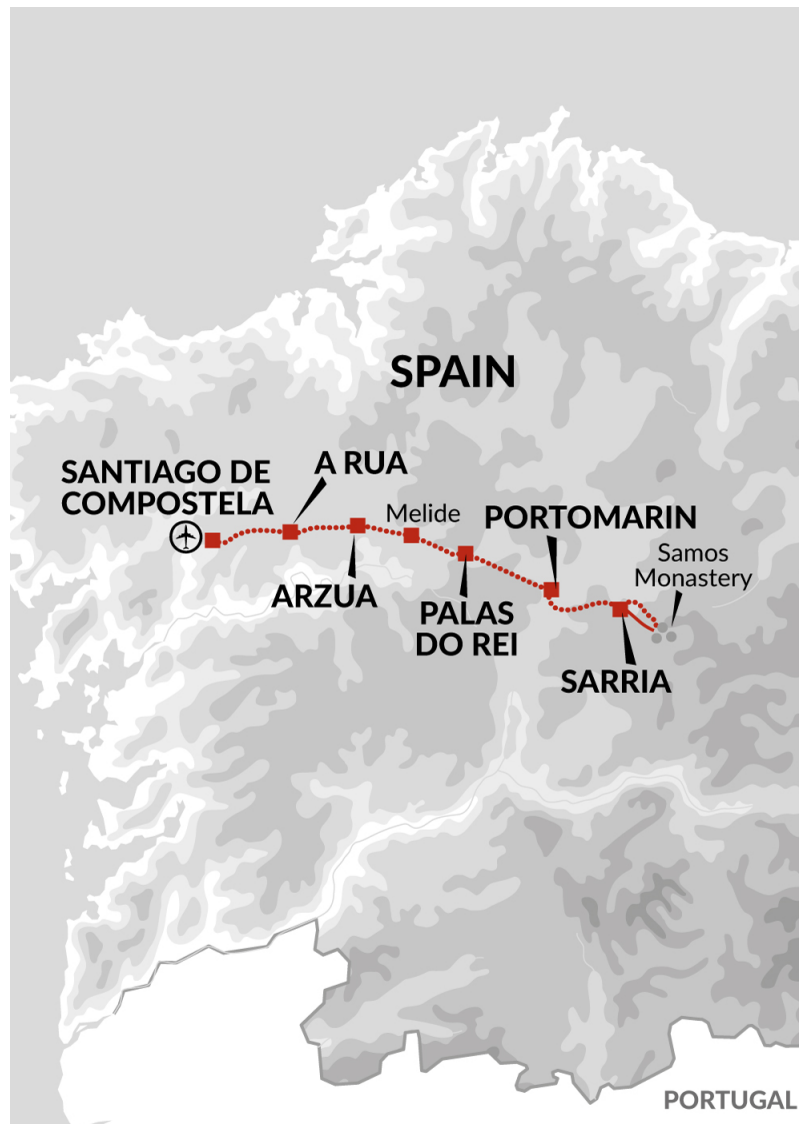 SPAIN
A RUA
SANTIAGO DE
COMPOSTELA
Melide
PORTOMARIN
Samos
Monastery
ARZUA
PALAS
DO REI
SARRIA
PORTUGAL